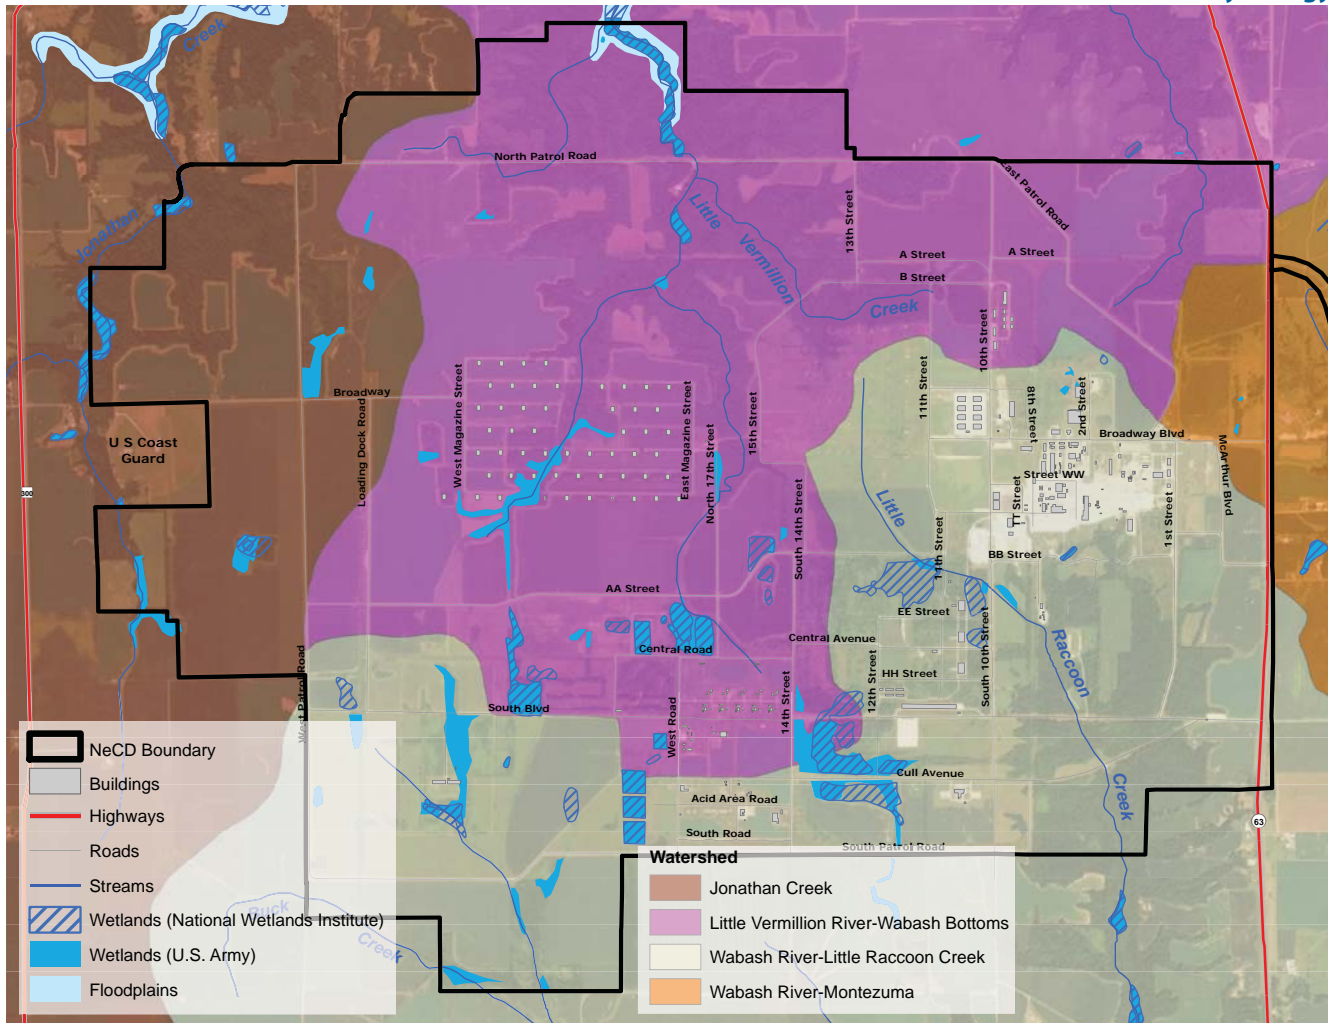 Creek
North Patrol Road
East Patrol Road
13th Street
Little
Vermillion
Creek
Jonathan
A Street
A Street
B Street
10th Street
11th Street
8th Street
2nd Street
Broadway
Loading Dock Road
West Magazine Street
East Magazine Street
North 17th Street
15th Street
U S Coast
Guard
Broadway Blvd
Street WW
McArthur Blvd
TT Street
1st Street
South 14th Street
Little
11th Street
BB Street
300
AA Street
EE Street
Central Avenue
Central Road
South 10th Street
Raccoon
HH Street
12th Street
West Patrol Road
South Blvd
West Road
14th Street
Cull Avenue
Creek
Acid Area Road
South Road
South Patrol Road
63
Buck
Creek
NeCD Boundary
Buildings
Highways
Roads
Streams
Wetlands (National Wetlands Institute)
Wetlands (U.S. Army)
Floodplains
Watershed
Jonathan Creek
Little Vermillion River-Wabash Bottoms
Wabash River-Little Raccoon Creek
Wabash River-Montezuma